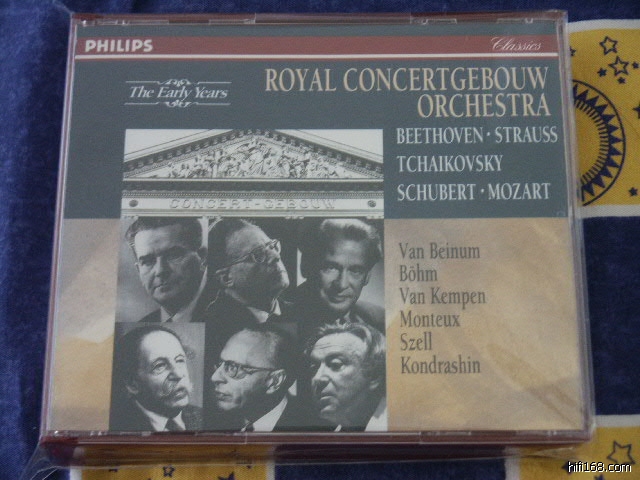 PHILIPS
Classics
The Early Years
ROYAL CONCERTGEBOUW
ORCHESTRA
BEETHOVEN · STRAUSS
TCHAIKOVSKY
SCHUBERT · MOZART
CONCERT-GEBOUW
Van Beinum
Böhm
Van Kempen
Monteux
Szell
Kondrashin
hifi168.com